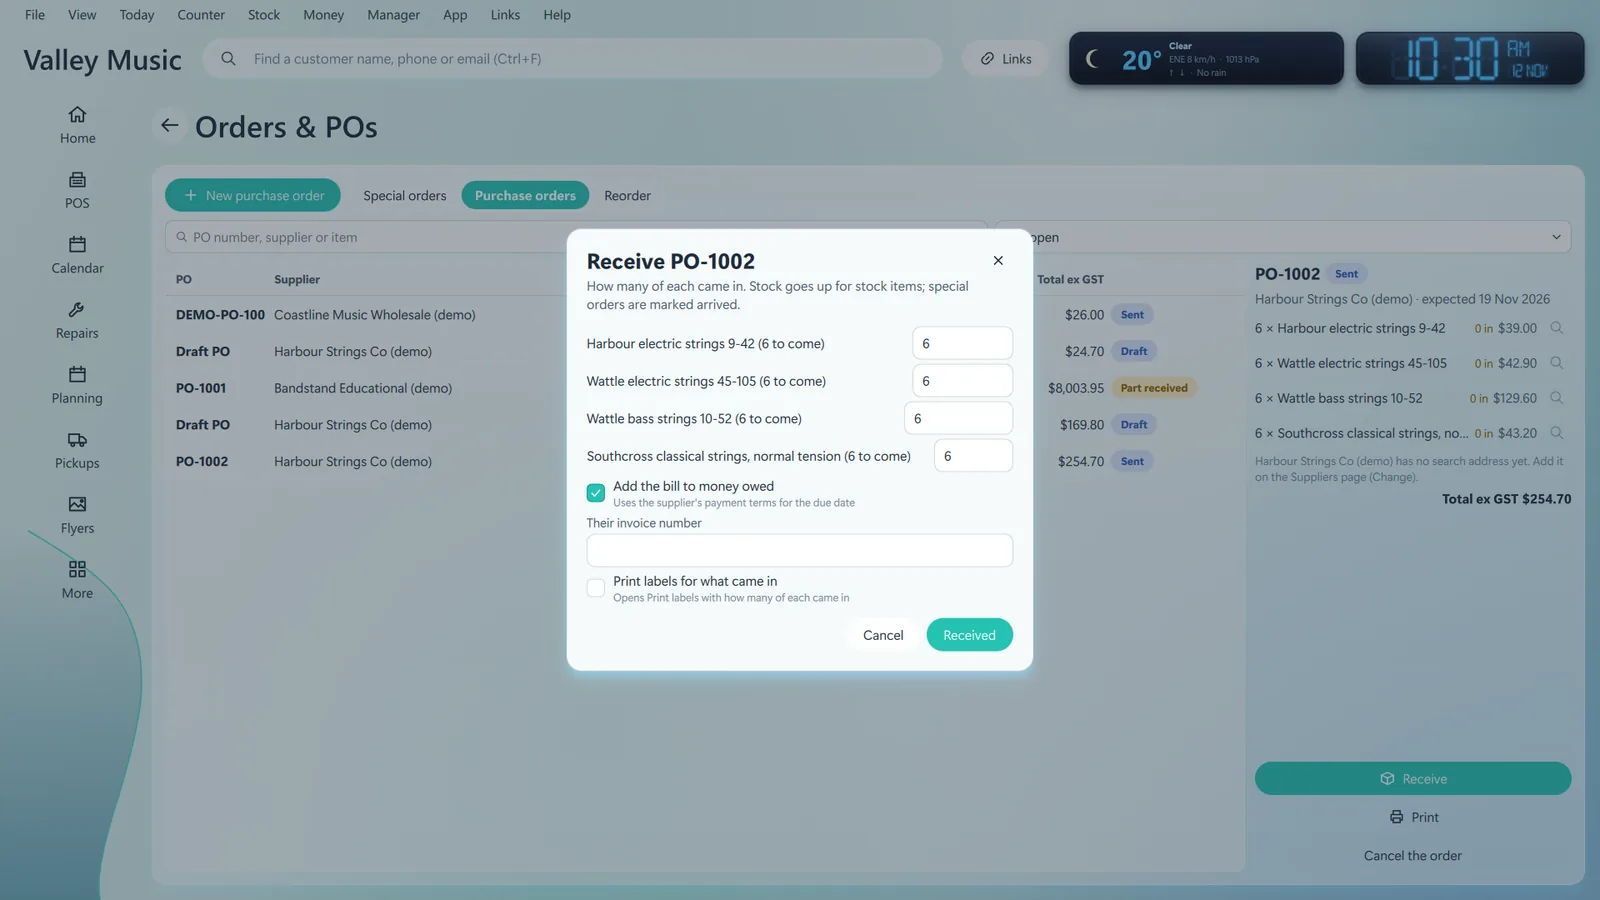 File View Today Counter Stock Money Manager App Links Help
Valley Music
Find a customer name, phone or email (Ctrl+F)
Links
20°
Clear
ENE 8 km/h · 1013 hPa
↑ ↓ · No rain
10:30 AM
12 NOV
Home
POS
Calendar
Repairs
Planning
Pickups
Flyers
More
Orders & POs
New purchase order
Special orders
Purchase orders
Reorder
PO number, supplier or item
open
PO Supplier Total ex GST
DEMO-PO-100 Coastline Music Wholesale (demo) $26.00 Sent
Draft PO Harbour Strings Co (demo) $24.70 Draft
PO-1001 Bandstand Educational (demo) $8,003.95 Part received
Draft PO Harbour Strings Co (demo) $169.80 Draft
PO-1002 Harbour Strings Co (demo) $254.70 Sent
Receive PO-1002
How many of each came in. Stock goes up for stock items; special
orders are marked arrived.
Harbour electric strings 9-42 (6 to come) 6
Wattle electric strings 45-105 (6 to come) 6
Wattle bass strings 10-52 (6 to come) 6
Southcross classical strings, normal tension (6 to come) 6
Add the bill to money owed
Uses the supplier's payment terms for the due date
Their invoice number
Print labels for what came in
Opens Print labels with how many of each came in
Cancel
Received
PO-1002 Sent
Harbour Strings Co (demo) · expected 19 Nov 2026
6 × Harbour electric strings 9-42 0 in $39.00
6 × Wattle electric strings 45-105 0 in $42.90
6 × Wattle bass strings 10-52 0 in $129.60
6 × Southcross classical strings, no... 0 in $43.20
Harbour Strings Co (demo) has no search address yet. Add it
on the Suppliers page (Change).
Total ex GST $254.70
Receive
Print
Cancel the order